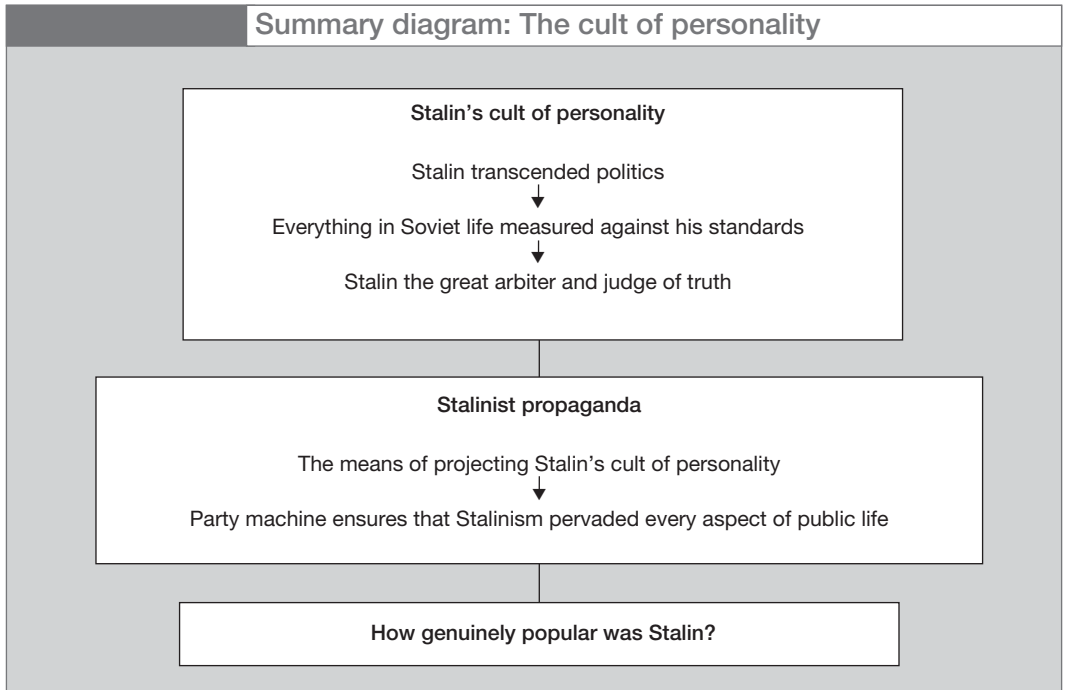 Summary diagram: The cult of personality
Stalin's cult of personality
Stalin transcended politics
Everything in Soviet life measured against his standards
Stalin the great arbiter and judge of truth
Stalinist propaganda
The means of projecting Stalin's cult of personality
Party machine ensures that Stalinism pervaded every aspect of public life
How genuinely popular was Stalin?